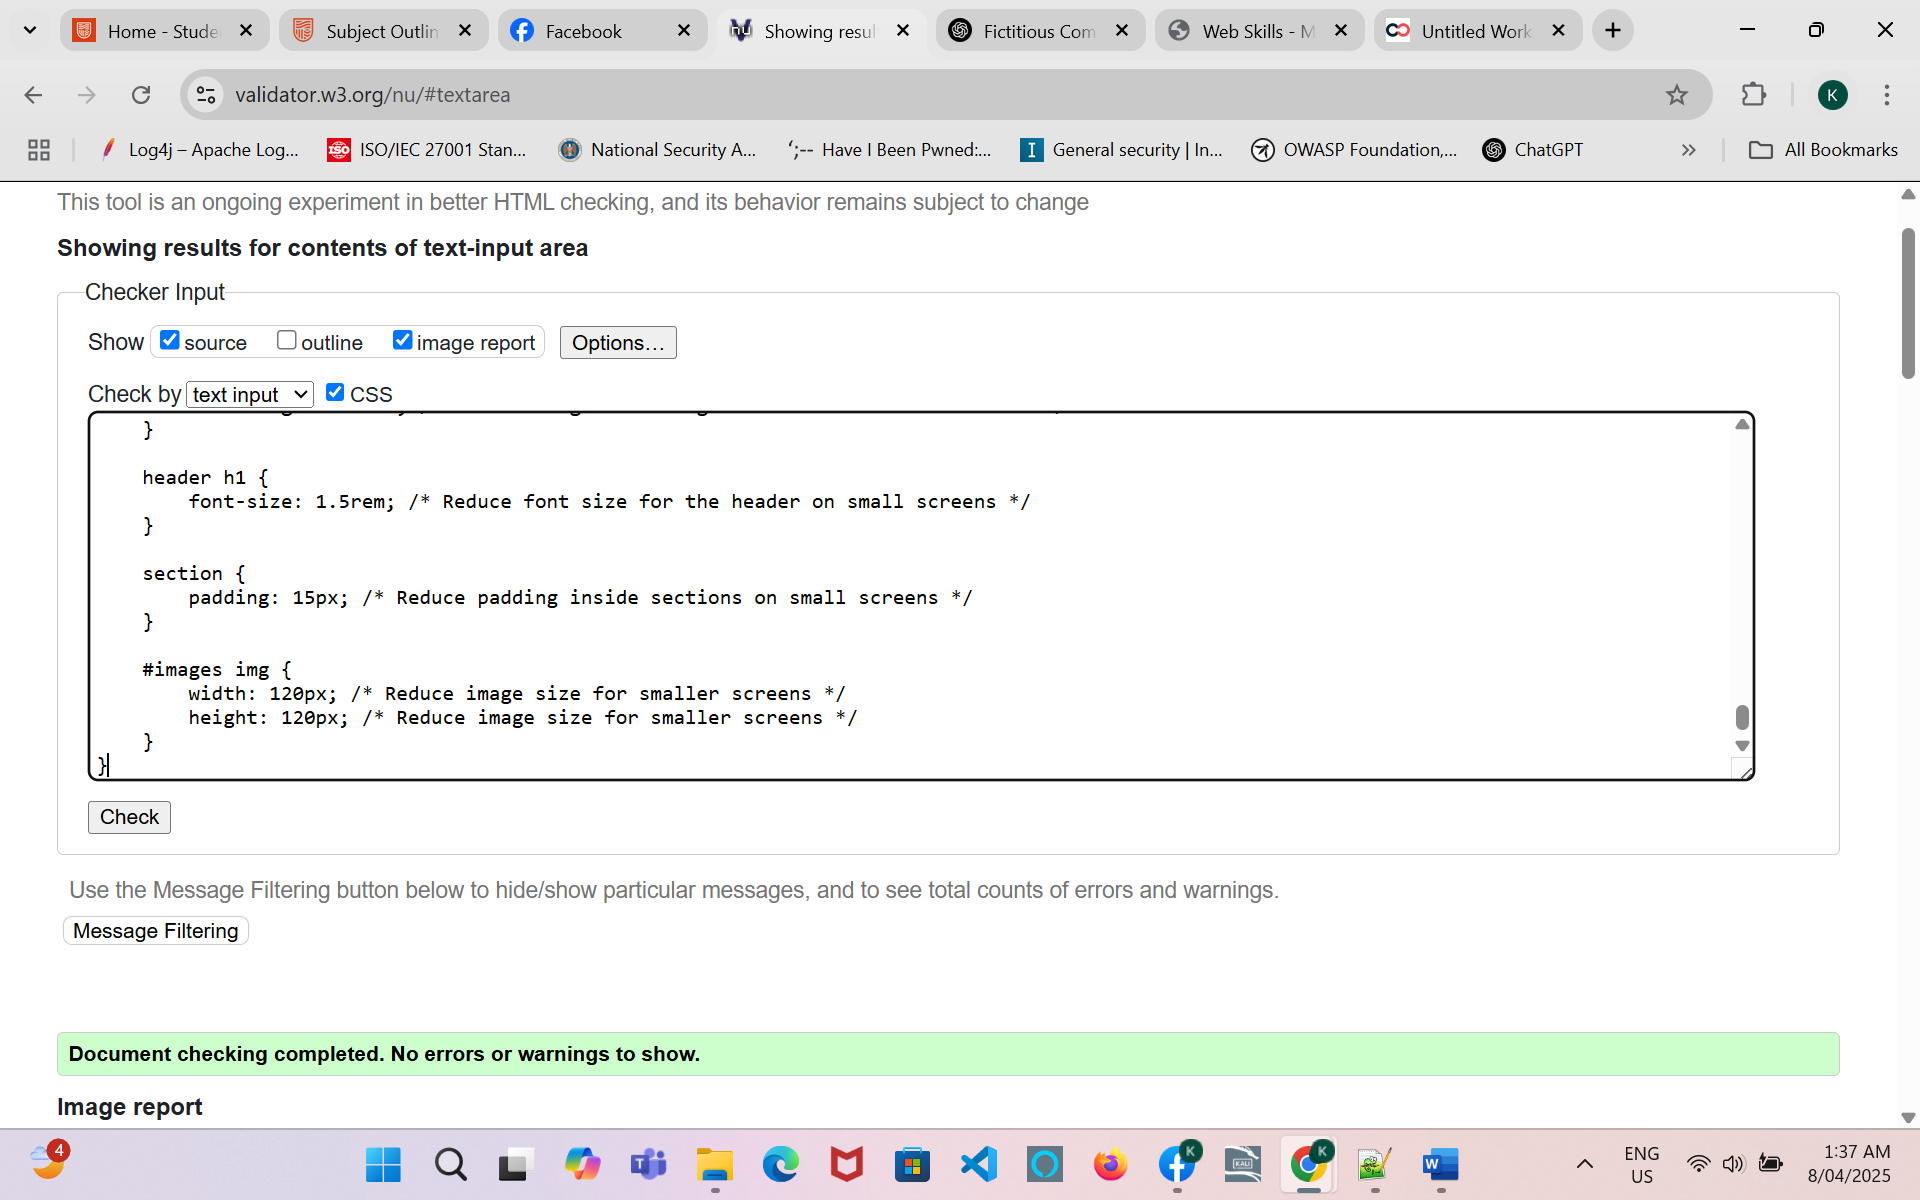 Home - Stude
Subject Outlin
Facebook
Showing resul
Fictitious Com
Web Skills - M
Untitled Work
validator.w3.org/nu/#textarea
K
Log4j – Apache Log...
ISO/IEC 27001 Stan...
National Security A...
';-- Have I Been Pwned:...
General security | In...
OWASP Foundation,...
ChatGPT
All Bookmarks
This tool is an ongoing experiment in better HTML checking, and its behavior remains subject to change
Showing results for contents of text-input area
Checker Input
Show source outline image report Options...
Check by text input CSS
}
header h1 {
font-size: 1.5rem; /* Reduce font size for the header on small screens */
}
section {
padding: 15px; /* Reduce padding inside sections on small screens */
}
#images img {
width: 120px; /* Reduce image size for smaller screens */
height: 120px; /* Reduce image size for smaller screens */
}
}
Check
Use the Message Filtering button below to hide/show particular messages, and to see total counts of errors and warnings.
Message Filtering
Document checking completed. No errors or warnings to show.
Image report
4
K
KALI
K
ENG
US
1:37 AM
8/04/2025